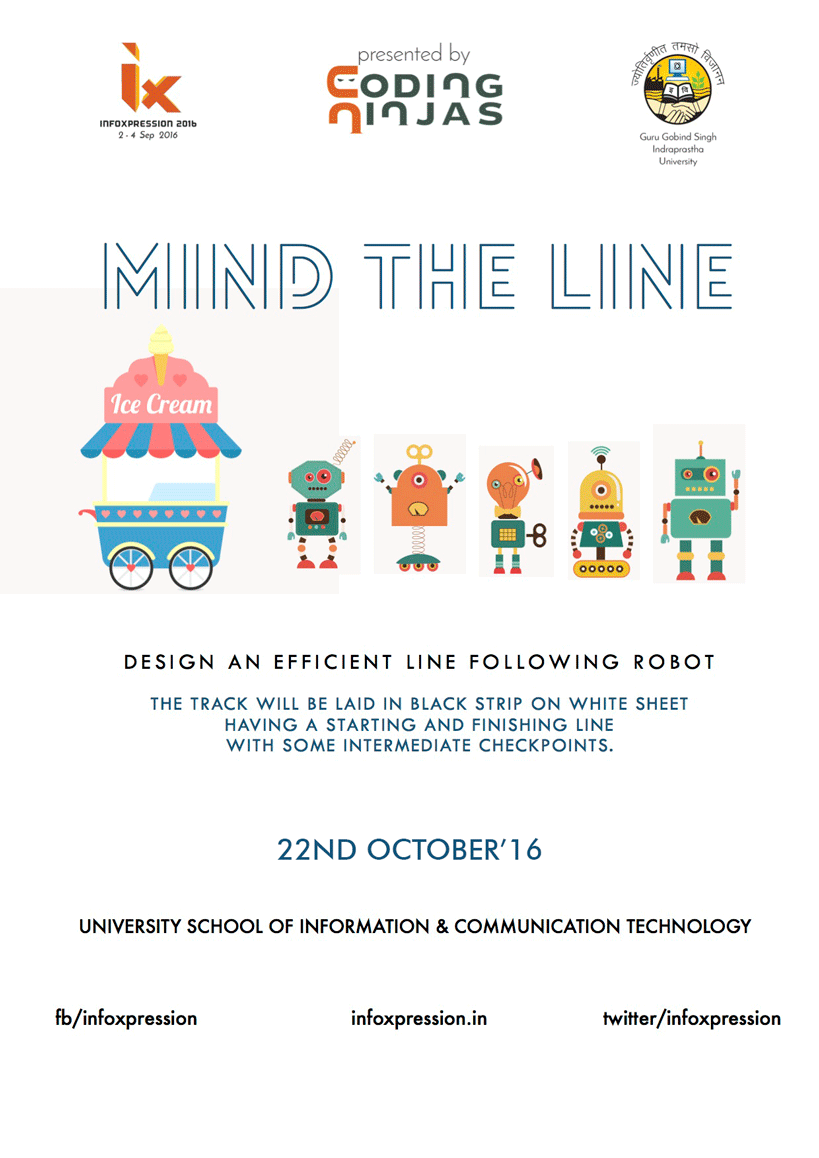 INFOXPRESSION 2016
2 - 4 Sep 2016
presented by
CODING
NINJAS
ज्योतिर्वृणीत तमसो विजानन
Guru Gobind Singh
Indraprastha
University
MIND THE LINE
Ice Cream
DESIGN AN EFFICIENT LINE FOLLOWING ROBOT
THE TRACK WILL BE LAID IN BLACK STRIP ON WHITE SHEET
HAVING A STARTING AND FINISHING LINE
WITH SOME INTERMEDIATE CHECKPOINTS.
22ND OCTOBER’16
UNIVERSITY SCHOOL OF INFORMATION & COMMUNICATION TECHNOLOGY
fb/infoxpression
infoxpression.in
twitter/infoxpression